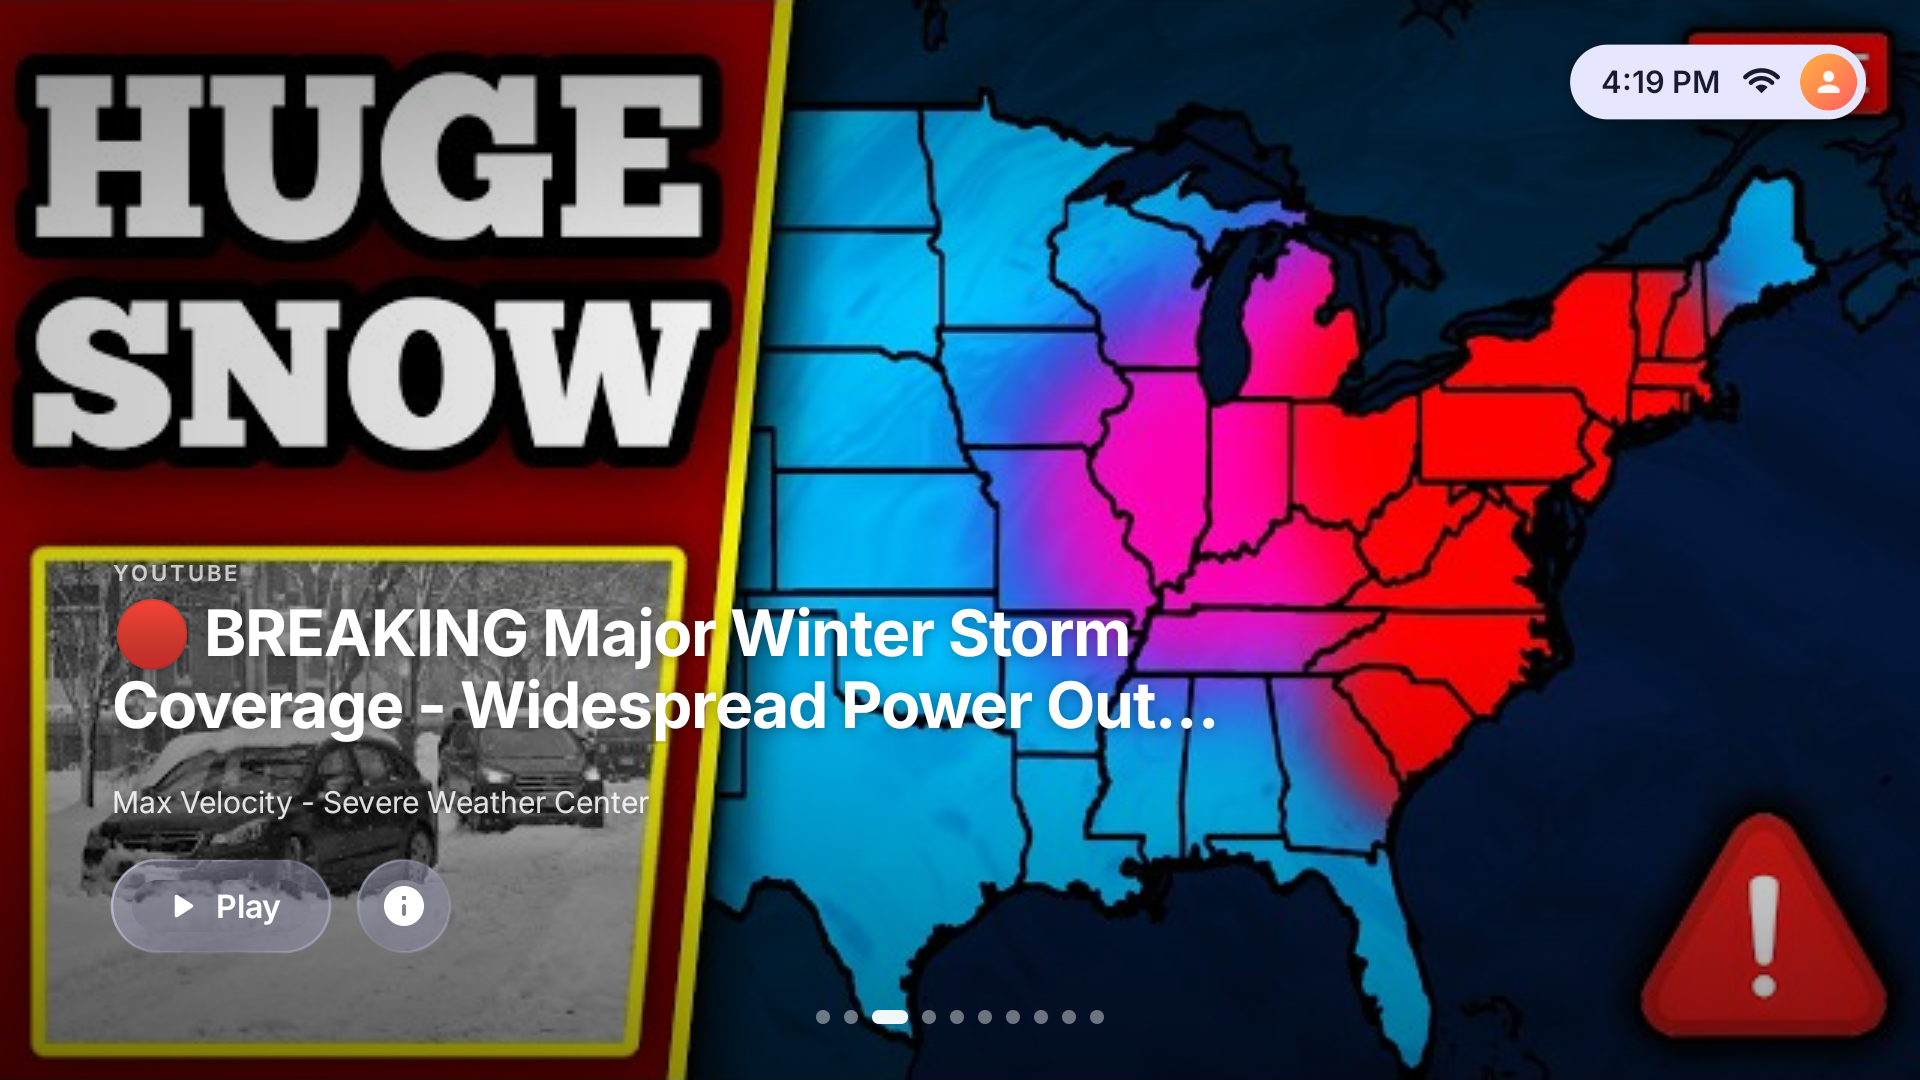 HUGE
SNOW
4:19 PM
YOUTUBE
🔴 BREAKING Major Winter Storm
Coverage - Widespread Power Out...
Max Velocity - Severe Weather Center
Play